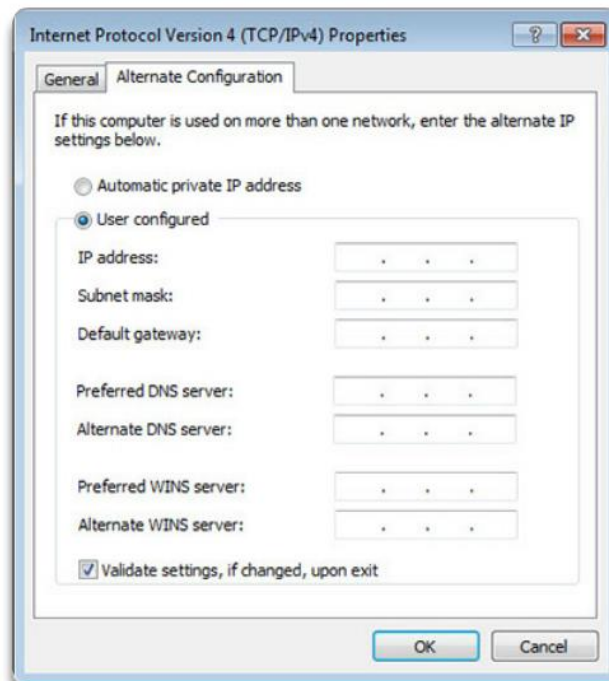 Internet Protocol Version 4 (TCP/IPv4) Properties
General
Alternate Configuration
If this computer is used on more than one network, enter the alternate IP
settings below.
Automatic private IP address
User configured
IP address:
Subnet mask:
Default gateway:
Preferred DNS server:
Alternate DNS server:
Preferred WINS server:
Alternate WINS server:
Validate settings, if changed, upon exit
OK
Cancel